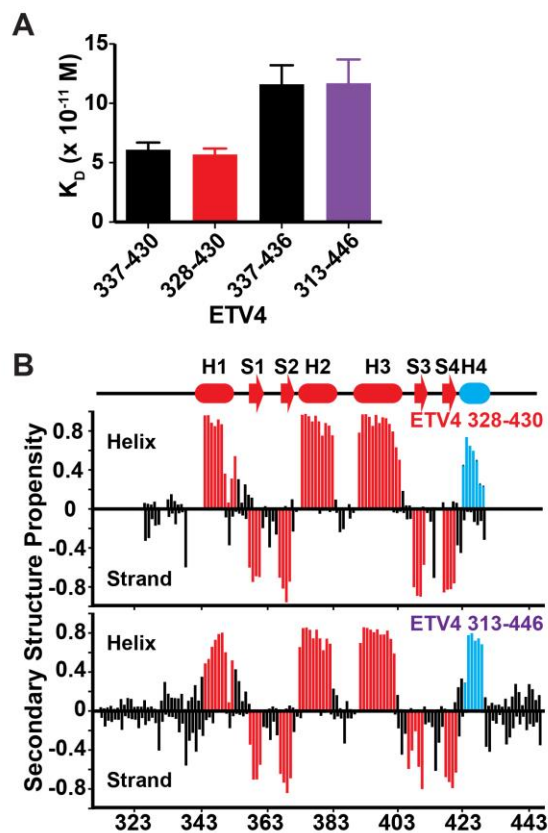 A
K_D (x 10^-11 M)
15
10
5
0
337-430
328-430
337-436
313-446
ETV4
B
H1 S1 S2 H2 H3 S3 S4 H4
ETV4 328-430
Secondary Structure Propensity
0.8
Helix
0.4
0
-0.4
-0.8
Strand
ETV4 313-446
0.8
Helix
0.4
0
-0.4
-0.8
Strand
323 343 363 383 403 423 443